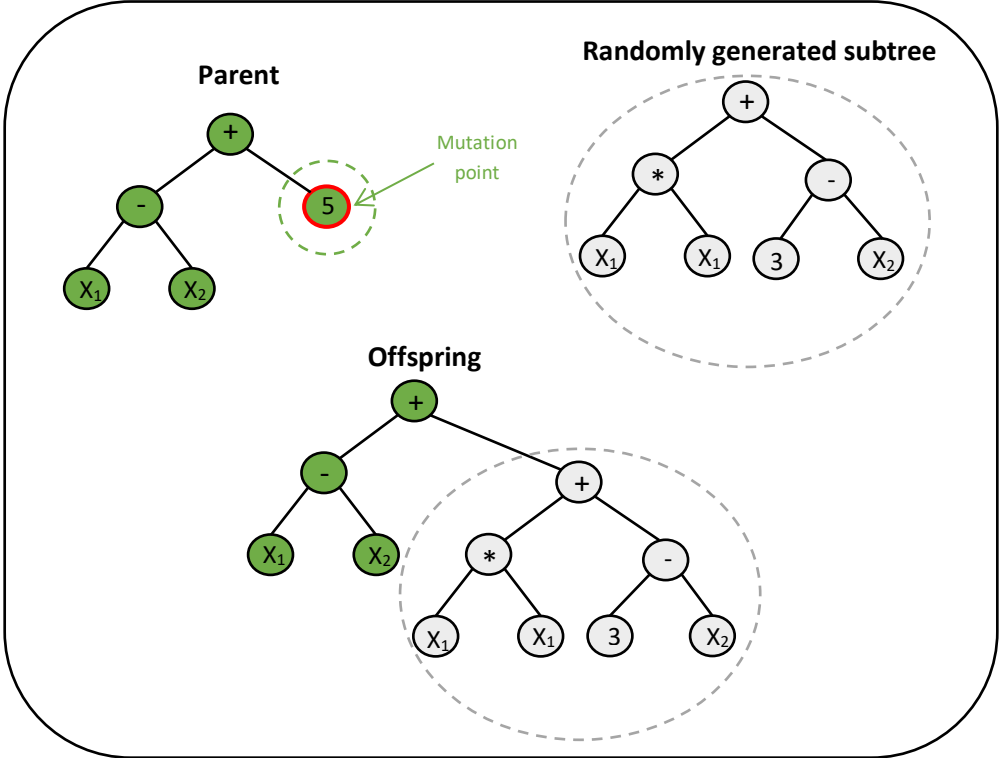 Parent
+
Mutation
point
-
5
X₁
X₂
Randomly generated subtree
+
*
-
X₁
X₁
3
X₂
Offspring
+
-
+
X₁
X₂
*
-
X₁
X₁
3
X₂